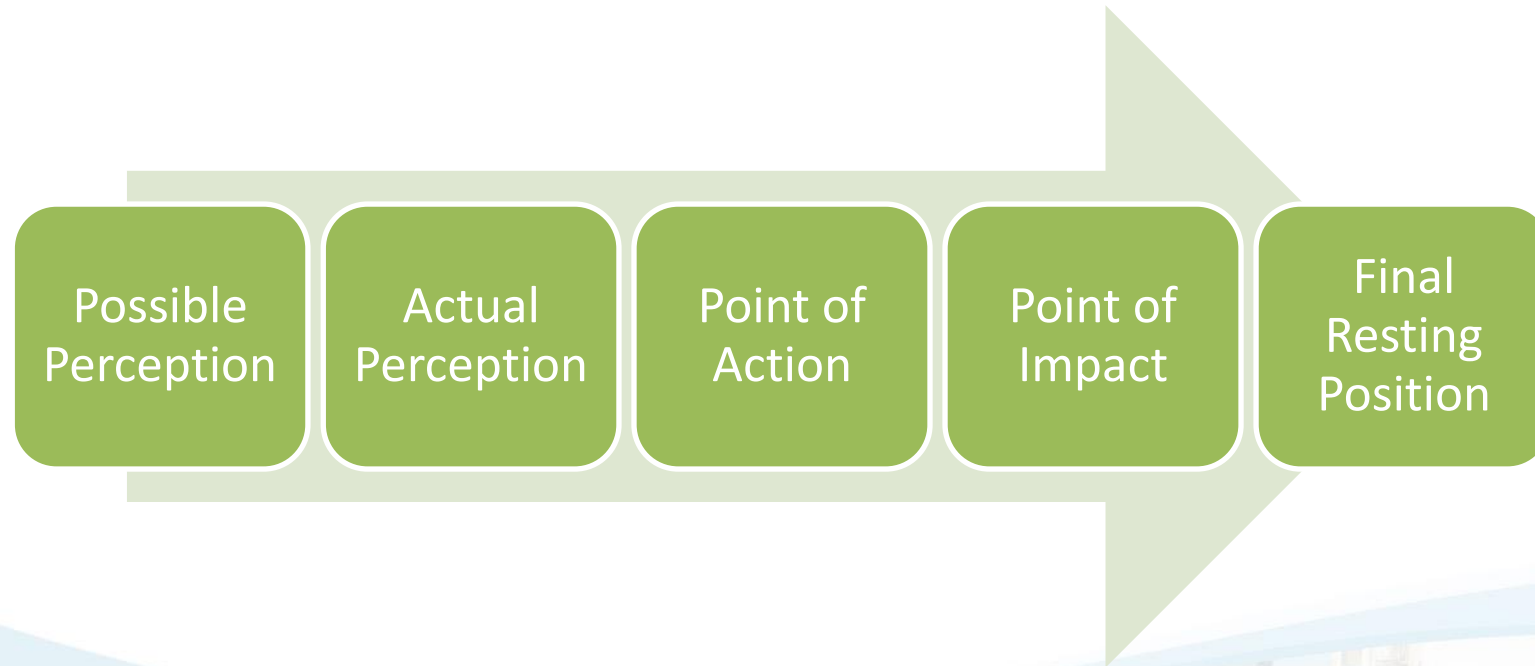 Possible
Perception
Actual
Perception
Point of
Action
Point of
Impact
Final
Resting
Position